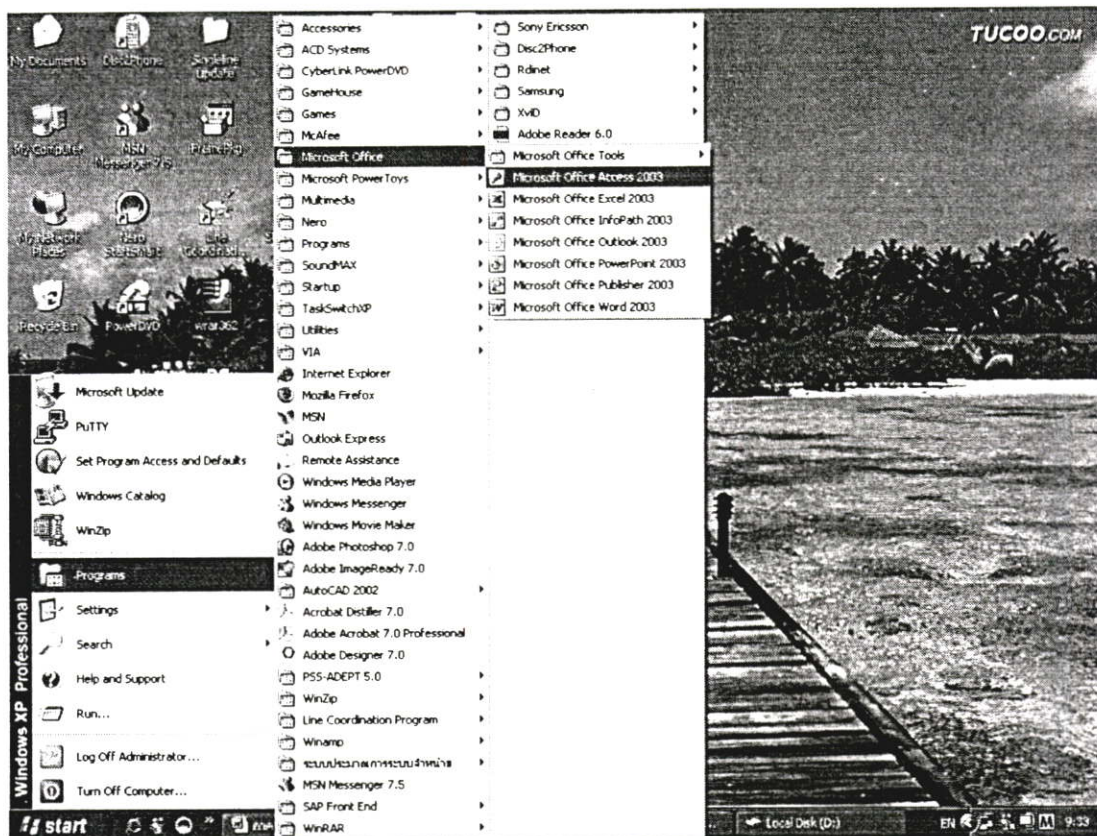 My Documents
Disc2Phone
Singleline Update
My Computer
MSN Messenger 7.5
My Network Places
Nero StartSmart
Line Coordinati...
Recycle Bin
PowerDVD
wrar362
TUCOO.COM
Accessories
ACD Systems
CyberLink PowerDVD
GameHouse
Games
McAfee
Microsoft Office
Microsoft PowerToys
Multimedia
Nero
Programs
SoundMAX
Startup
TaskSwitchXP
Utilities
VIA
Internet Explorer
Mozilla Firefox
MSN
Outlook Express
Remote Assistance
Windows Media Player
Windows Messenger
Windows Movie Maker
Adobe Photoshop 7.0
Adobe ImageReady 7.0
AutoCAD 2002
Acrobat Distiller 7.0
Adobe Acrobat 7.0 Professional
Adobe Designer 7.0
PSS-ADEPT 5.0
WinZip
Line Coordination Program
Winamp
MSN Messenger 7.5
SAP Front End
WinRAR
Sony Ericsson
Disc2Phone
Rdinet
Samsung
XviD
Adobe Reader 6.0
Microsoft Office Tools
Microsoft Office Access 2003
Microsoft Office Excel 2003
Microsoft Office InfoPath 2003
Microsoft Office Outlook 2003
Microsoft Office PowerPoint 2003
Microsoft Office Publisher 2003
Microsoft Office Word 2003
Microsoft Update
PuTTY
Set Program Access and Defaults
Windows Catalog
WinZip
Programs
Settings
Search
Help and Support
Run...
Log Off Administrator...
Turn Off Computer...
Windows XP Professional
start
Local Disk (D:)
EN
9:33